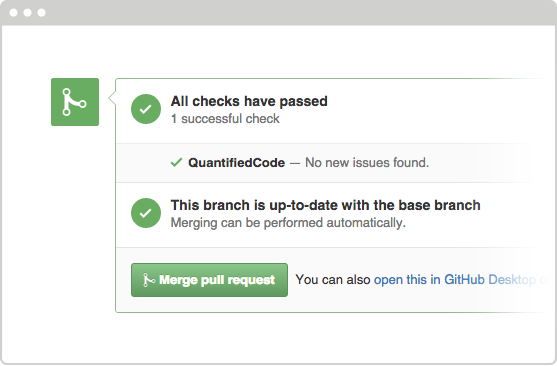 All checks have passed
1 successful check
QuantifiedCode — No new issues found.
This branch is up-to-date with the base branch
Merging can be performed automatically.
Merge pull request You can also open this in GitHub Desktop